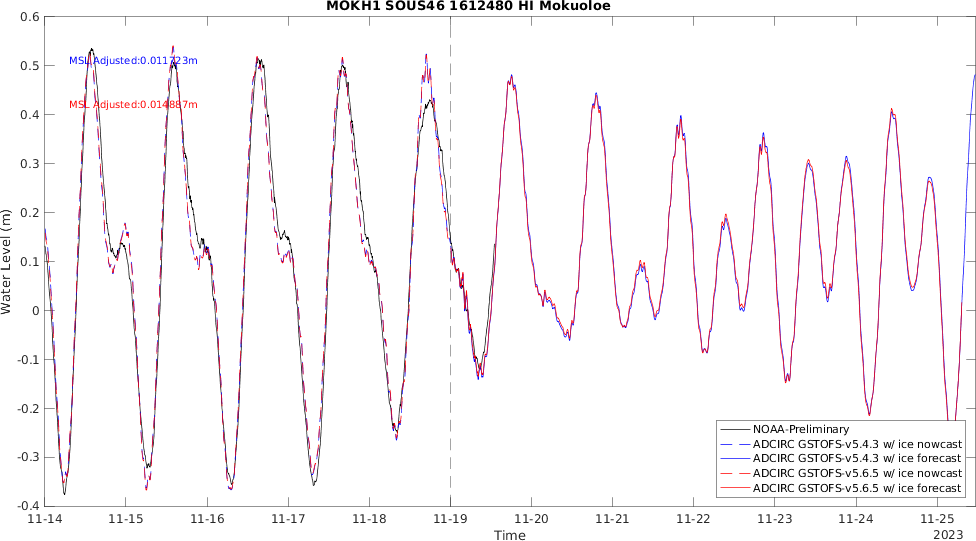 MOKH1 SOUS46 1612480 HI Mokuoloe
0.6
0.5
0.4
0.3
0.2
0.1
0
-0.1
-0.2
-0.3
-0.4
Water Level (m)
MSL Adjusted:0.011723m
MSL Adjusted:0.014887m
NOAA-Preliminary
ADCIRC GSTOFS-v5.4.3 w/ ice nowcast
ADCIRC GSTOFS-v5.4.3 w/ ice forecast
ADCIRC GSTOFS-v5.6.5 w/ ice nowcast
ADCIRC GSTOFS-v5.6.5 w/ ice forecast
11-14 11-15 11-16 11-17 11-18 11-19 11-20 11-21 11-22 11-23 11-24 11-25
Time
2023